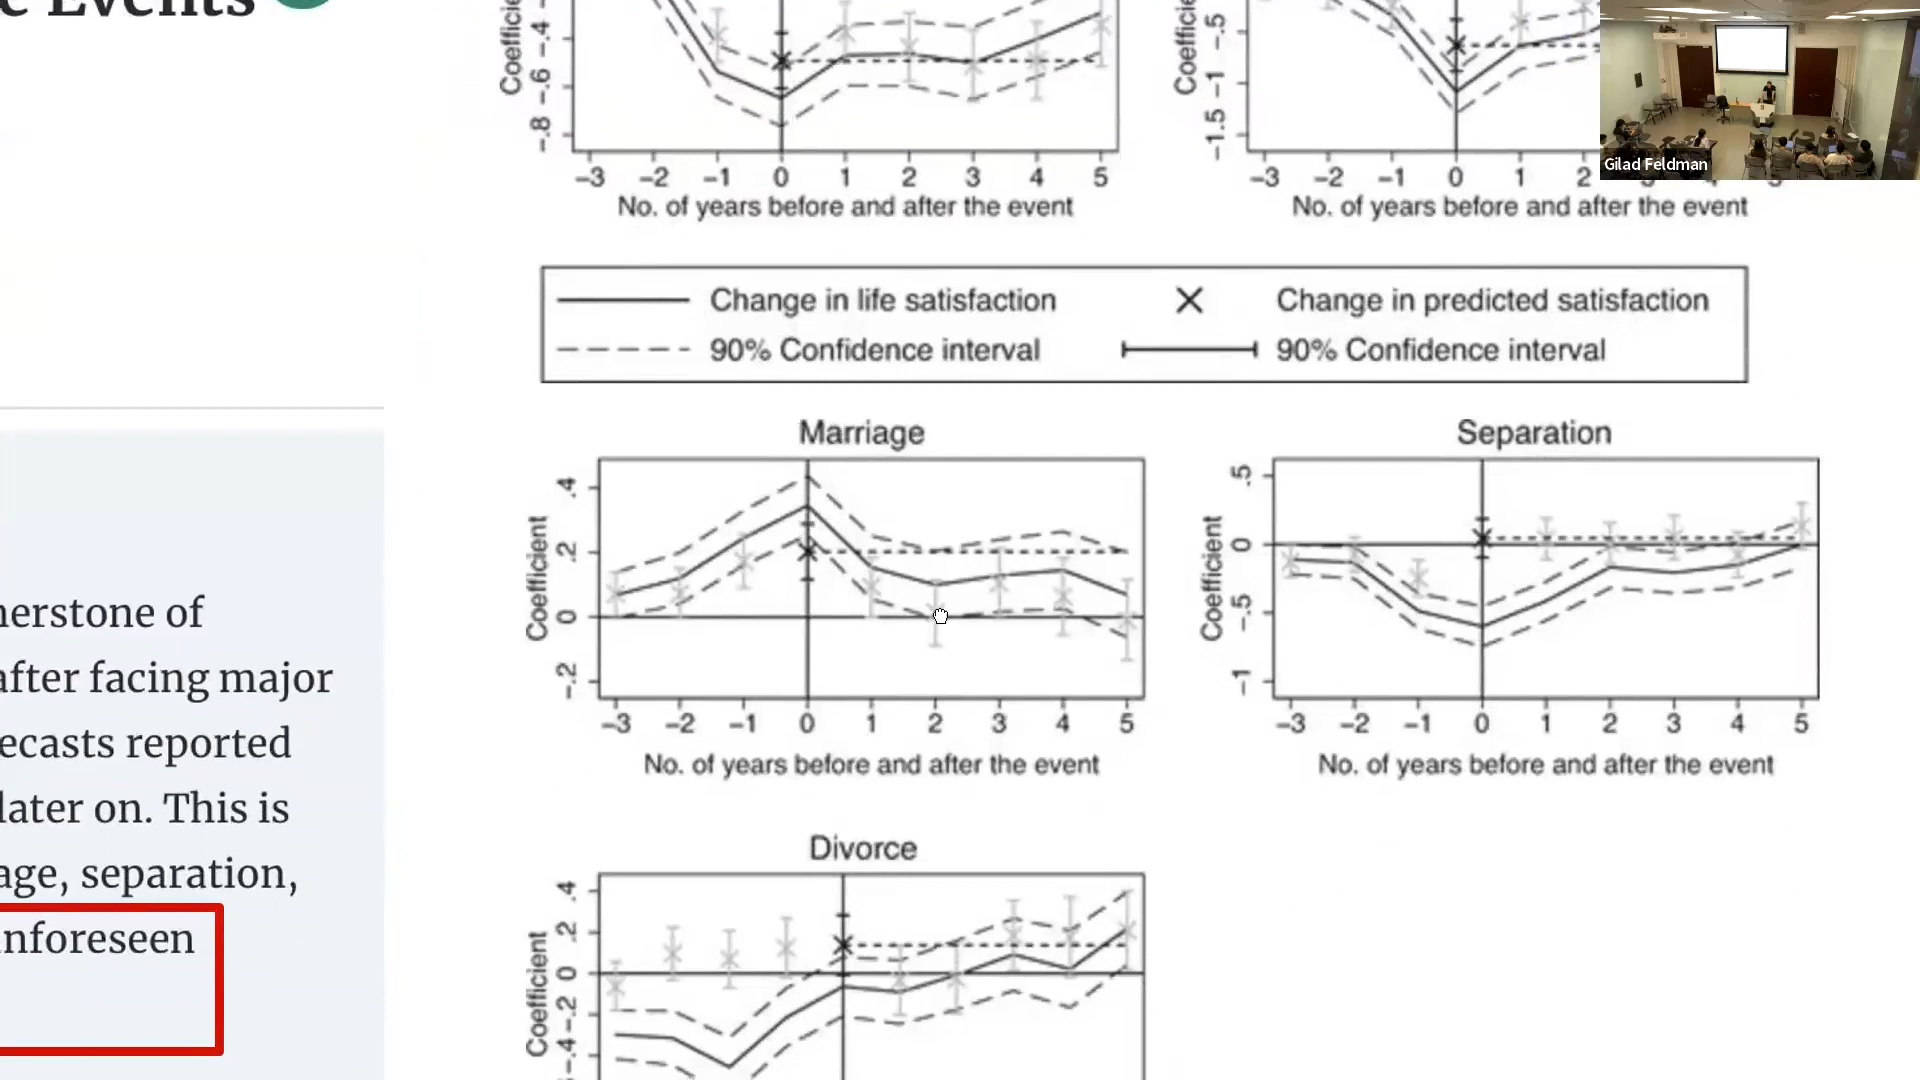 c Events
Coefficie
-.4
-.6
-.8
-3 -2 -1 0 1 2 3 4 5
No. of years before and after the event
Coefficie
-.5
-1
-1.5
-3 -2 -1 0 1 2
No. of years before and after the event
Gilad Feldman
Change in life satisfaction
Change in predicted satisfaction
90% Confidence interval
90% Confidence interval
Marriage
Coefficient
.4
.2
0
-.2
-3 -2 -1 0 1 2 3 4 5
No. of years before and after the event
Separation
Coefficient
.5
0
-.5
-1
-3 -2 -1 0 1 2 3 4 5
No. of years before and after the event
Divorce
Coefficient
.4
.2
0
-.2
-.4
nerstone of
after facing major
ecasts reported
later on. This is
age, separation,
nforeseen